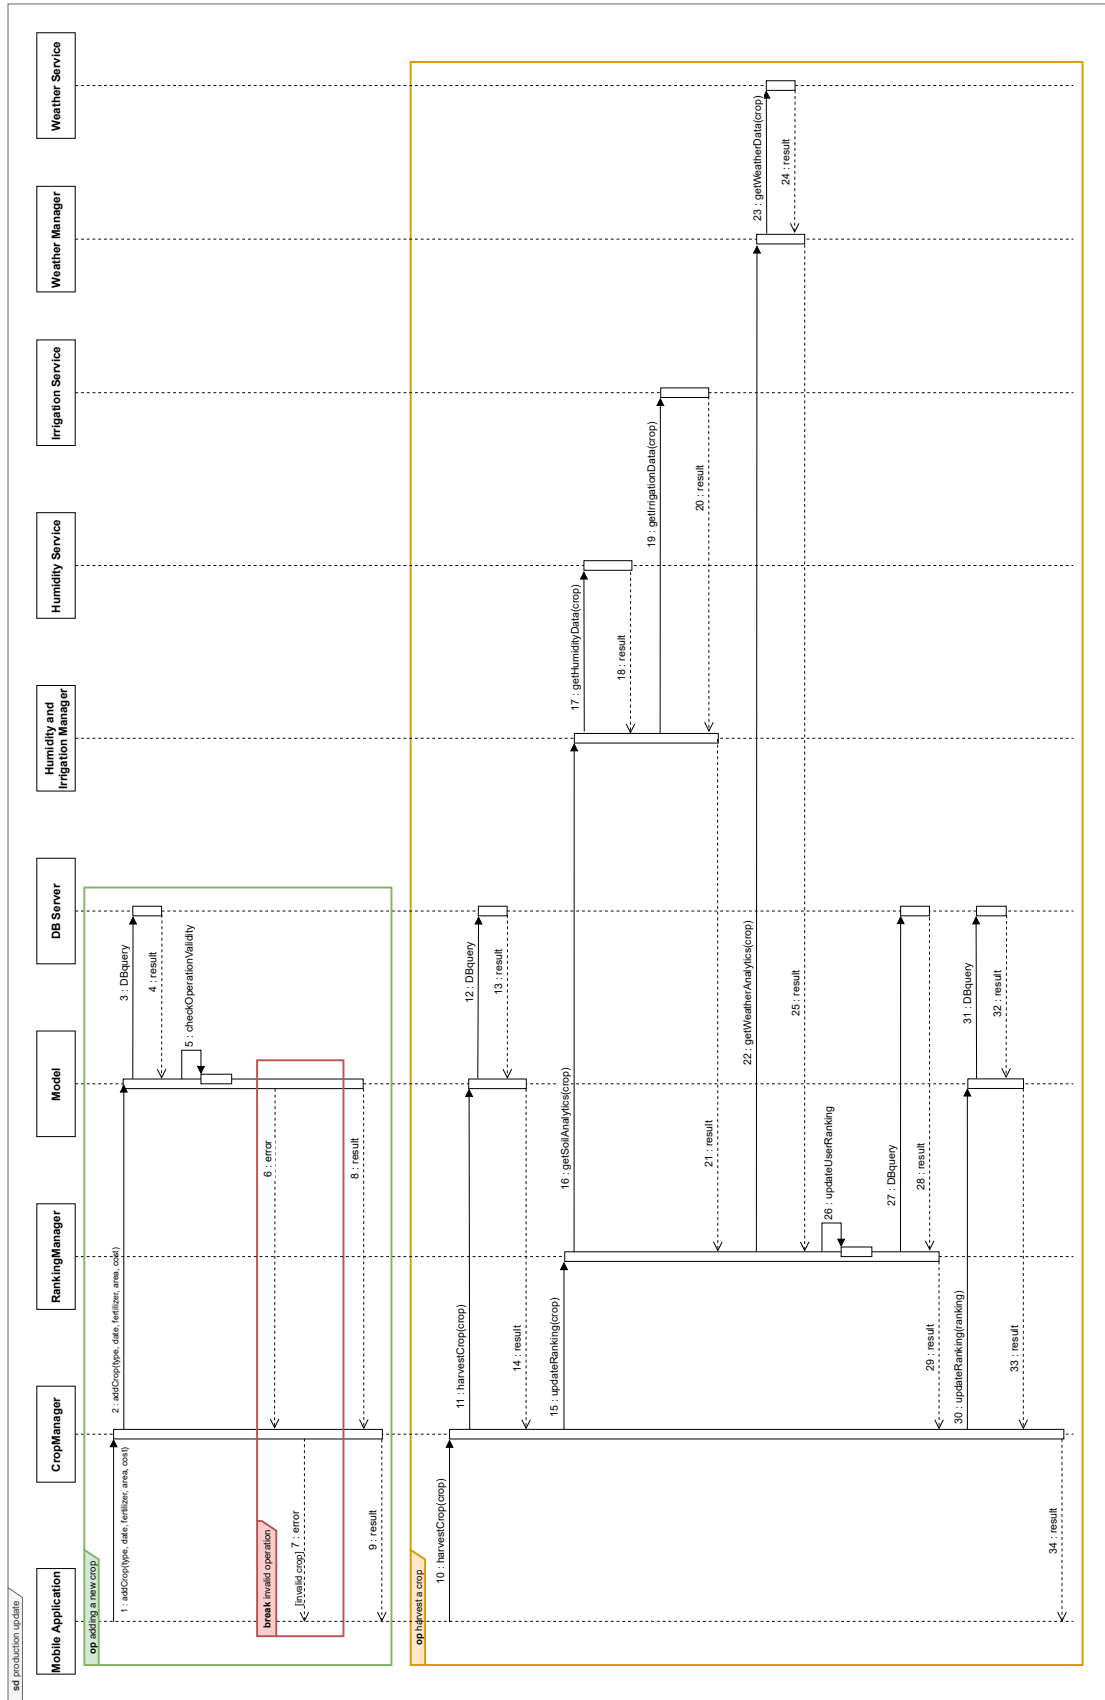 sd production update
Mobile Application
CropManager
RankingManager
Model
DB Server
Humidity and
Irrigation Manager
Humidity Service
Irrigation Service
Weather Manager
Weather Service
op adding a new crop
1 : addCrop(type, date, fertilizer, area, cost)
2 : addCrop(type, date, fertilizer, area, cost)
3 : DBquery
4 : result
5 : checkOperationValidity
break invalid operation
6 : error
[invalid crop] 7 : error
8 : result
9 : result
op harvest a crop
10 : harvestCrop(crop)
11 : harvestCrop(crop)
12 : DBquery
13 : result
14 : result
15 : updateRanking(crop)
16 : getSoilAnalytics(crop)
17 : getHumidityData(crop)
18 : result
19 : getIrrigationData(crop)
20 : result
21 : result
22 : getWeatherAnalytics(crop)
23 : getWeatherData(crop)
24 : result
25 : result
26 : updateUserRanking
27 : DBquery
28 : result
29 : result
30 : updateRanking(ranking)
31 : DBquery
32 : result
33 : result
34 : result